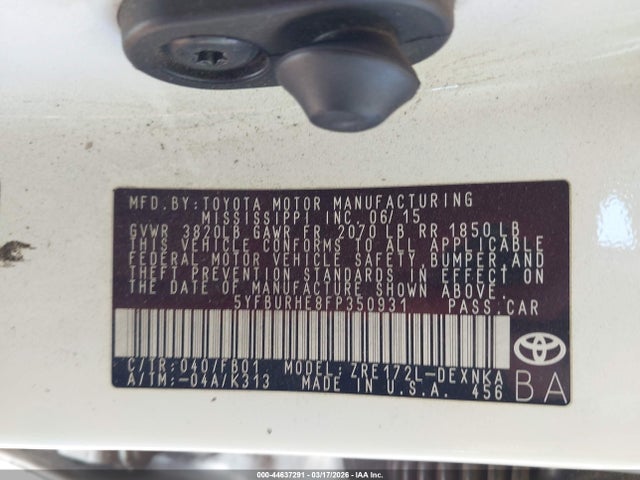 MFD. BY: TOYOTA MOTOR MANUFACTURING
MISSISSIPPI INC. 06/15
GVWR 3820LB GAWR FR 2070 LB RR 1850 LB
THIS VEHICLE CONFORMS TO ALL APPLICABLE
FEDERAL MOTOR VEHICLE SAFETY, BUMPER AND
THEFT PREVENTION STANDARDS IN EFFECT ON
THE DATE OF MANUFACTURE SHOWN ABOVE.
5YFBURHE8FP350931 PASS. CAR
C/TR: 040/FB01 MODEL: ZRE172L-DEXNKA
A/TM: -04A/K313 MADE IN U.S.A. 456
BA
000-44637291 - 03/17/2026 - IAA INC.